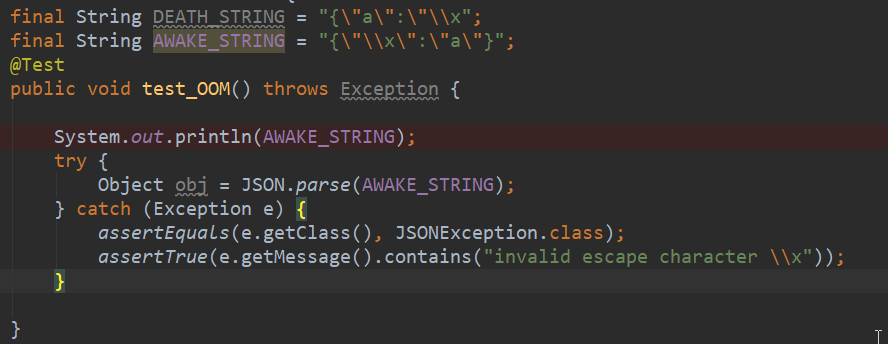 final String DEATH_STRING = "{\"a\":\"\\x";
final String AWAKE_STRING = "{\"\\x\":\"a\"}";
@Test
public void test_OOM() throws Exception {
System.out.println(AWAKE_STRING);
try {
Object obj = JSON.parse(AWAKE_STRING);
} catch (Exception e) {
assertEquals(e.getClass(), JSONException.class);
assertTrue(e.getMessage().contains("invalid escape character \\x"));
}
}